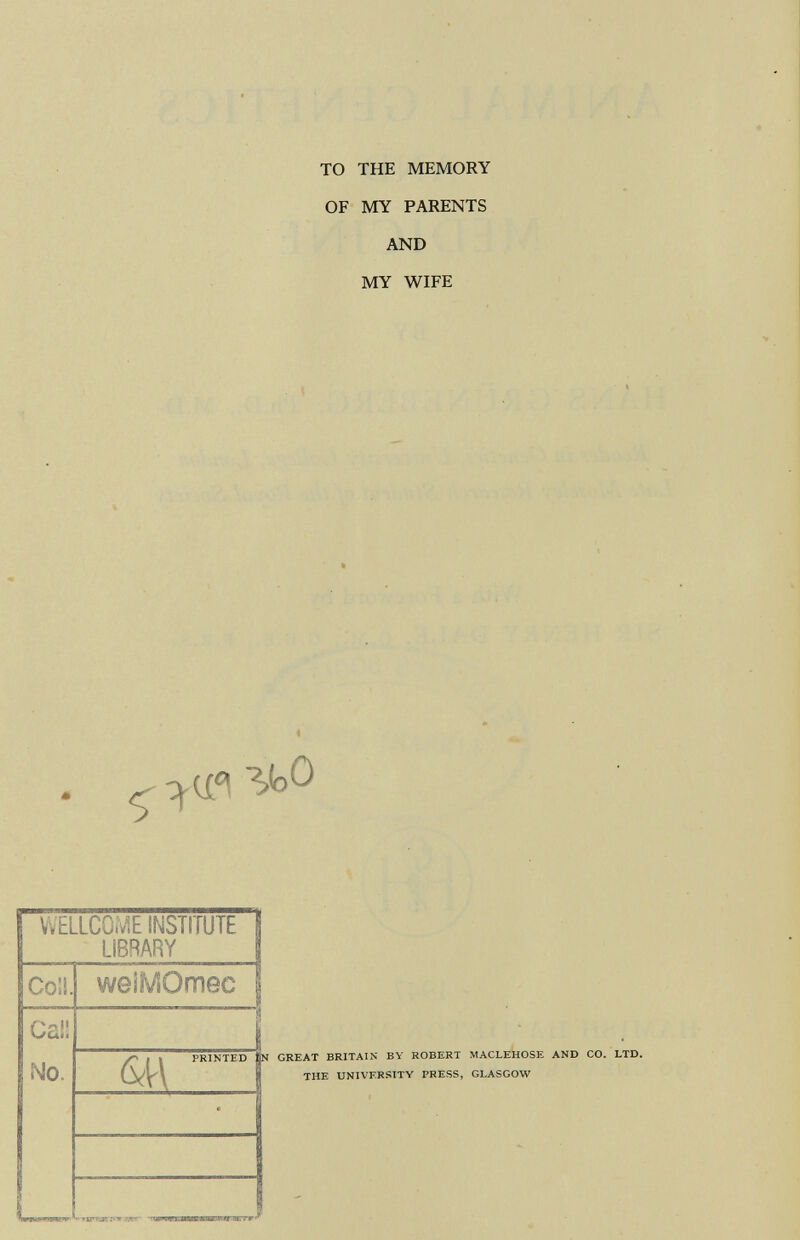 TO THE MEMORY
OF MY PARENTS
AND
MY WIFE
WELLCOME INSTITUTE
LIBRARY
Coll. welMOmec
Call
No. QH
PRINTED IN GREAT BRITAIN BY ROBERT MACLEHOSE AND CO. LTD.
THE UNIVERSITY PRESS, GLASGOW